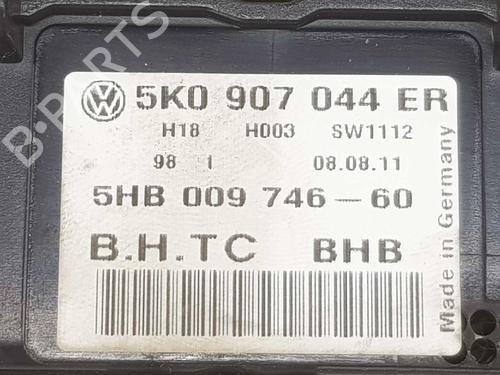 B-PARTS
5K0 907 044 ER
H18 H003 SW1112
98 I 08.08.11
5HB 009 746-60
B.H.TC BHB
Made in Germany